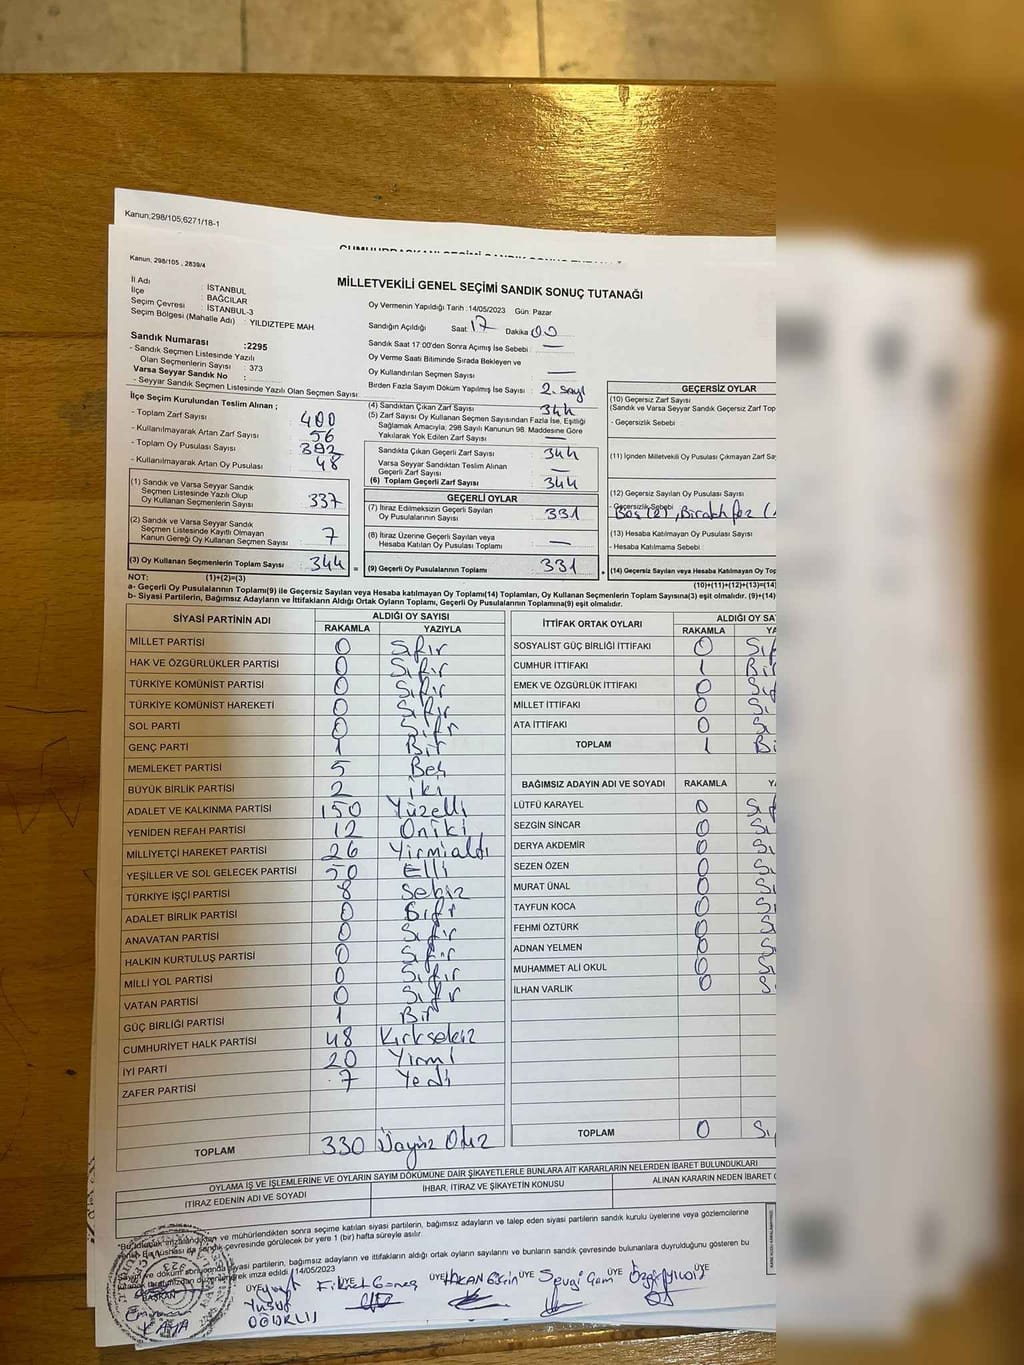 Kanun,298/105,6271/18-1
Kanun, 298/105 , 2839/4
MİLLETVEKİLİ GENEL SEÇİMİ SANDIK SONUÇ TUTANAĞI
İl Adı : İSTANBUL
İlçe : BAĞCILAR
Seçim Çevresi : İSTANBUL-3
Seçim Bölgesi (Mahalle Adı) : YILDIZTEPE MAH.
Oy Vermenin Yapıldığı Tarih :14/05/2023 Gün: Pazar
Sandığın Açıldığı Saat: 17 Dakika 00
Sandık Saat 17:00'den Sonra Açımış İse Sebebi : —
Oy Verme Saati Bitiminde Sırada Bekleyen ve
Oy Kullandırılan Seçmen Sayısı : —
Birden Fazla Sayım Döküm Yapılmış İse Sayısı : 2. Sayı
Sandık Numarası :2295
- Sandık Seçmen Listesinde Yazılı
Olan Seçmenlerin Sayısı : 373
Varsa Seyyar Sandık No :
- Seyyar Sandık Seçmen Listesinde Yazılı Olan Seçmen Sayısı
İlçe Seçim Kurulundan Teslim Alınan ;
- Toplam Zarf Sayısı : 400
- Kullanılmayarak Artan Zarf Sayısı : 56
- Toplam Oy Pusulası Sayısı : 392
- Kullanılmayarak Artan Oy Pusulası : 48
(1) Sandık ve Varsa Seyyar Sandık
Seçmen Listesinde Yazılı Olup
Oy Kullanan Seçmenlerin Sayısı : 337
(2) Sandık ve Varsa Seyyar Sandık
Seçmen Listesinde Kayıtlı Olmayan
Kanun Gereği Oy Kullanan Seçmen Sayısı : 7
(3) Oy Kullanan Seçmenlerin Toplam Sayısı : 344
(4) Sandıktan Çıkan Zarf Sayısı : 344
(5) Zarf Sayısı Oy Kullanan Seçmen Sayısından Fazla İse, Eşitliği
Sağlamak Amacıyla, 298 Sayılı Kanunun 98. Maddesine Göre
Yakılarak Yok Edilen Zarf Sayısı : —
Sandıkta Çıkan Geçerli Zarf Sayısı : 344
Varsa Seyyar Sandıktan Teslim Alınan
Geçerli Zarf Sayısı : —
(6) Toplam Geçerli Zarf Sayısı : 344
GEÇERLİ OYLAR
(7) İtiraz Edilmeksizin Geçerli Sayılan
Oy Pusulalarının Sayısı : 331
(8) İtiraz Üzerine Geçerli Sayılan veya
Hesaba Katılan Oy Pusulası Toplamı : —
= (9) Geçerli Oy Pusulalarının Toplamı : 331 +
GEÇERSİZ OYLAR
(10) Geçersiz Zarf Sayısı
(Sandık ve Varsa Seyyar Sandık Geçersiz Zarf Top
- Geçersizlik Sebebi
(11) İçinden Milletvekili Oy Pusulası Çıkmayan Zarf Sa
(12) Geçersiz Sayılan Oy Pusulası Sayısı
- Geçersizlik Sebebi
Boş (2),
(13) Hesaba Katılmayan Oy Pusulası Sayısı
- Hesaba Katılmama Sebebi
(14) Geçersiz Sayılan veya Hesaba Katılmayan Oy Top
NOT: (1)+(2)=(3)
(10)+(11)+(12)+(13)=(14)
a- Geçerli Oy Pusulalarının Toplamı(9) ile Geçersiz Sayılan veya Hesaba katılmayan Oy Toplam(14) Toplamları, Oy Kullanan Seçmenlerin Toplam Sayısına(3) eşit olmalıdır. (9)+(14)
b- Siyasi Partilerin, Bağımsız Adayların ve İttifakların Aldığı Ortak Oyların Toplamı, Geçerli Oy Pusulalarının Toplamına(9) eşit olmalıdır.
SİYASİ PARTİNİN ADI ALDIĞI OY SAYISI
RAKAMLA YAZIYLA
MİLLET PARTİSİ 0 Sıfır
HAK VE ÖZGÜRLÜKLER PARTİSİ 0 Sıfır
TÜRKİYE KOMÜNİST PARTİSİ 0 Sıfır
TÜRKİYE KOMÜNİST HAREKETİ 0 Sıfır
SOL PARTİ 0 Sıfır
GENÇ PARTİ 1 Bir
MEMLEKET PARTİSİ 5 Beş
BÜYÜK BİRLİK PARTİSİ 2 iki
ADALET VE KALKINMA PARTİSİ 150 Yüzelli
YENİDEN REFAH PARTİSİ 12 Oniki
MİLLİYETÇİ HAREKET PARTİSİ 26 Yirmialtı
YEŞİLLER VE SOL GELECEK PARTİSİ 50 Elli
TÜRKİYE İŞÇİ PARTİSİ 8 Sekiz
ADALET BİRLİK PARTİSİ 0 Sıfır
ANAVATAN PARTİSİ 0 Sıfır
HALKIN KURTULUŞ PARTİSİ 0 Sıfır
MİLLİ YOL PARTİSİ 0 Sıfır
VATAN PARTİSİ 0 Sıfır
GÜÇ BİRLİĞİ PARTİSİ 1 Bir
CUMHURİYET HALK PARTİSİ 48 Kırksekiz
İYİ PARTİ 20 Yirmi
ZAFER PARTİSİ 7 Yedi
TOPLAM 330 Üçyüz Otuz
İTTİFAK ORTAK OYLARI ALDIĞI OY SA
RAKAMLA YA
SOSYALİST GÜÇ BİRLİĞİ İTTİFAKI 0 Sıf
CUMHUR İTTİFAKI 1 Bir
EMEK VE ÖZGÜRLÜK İTTİFAKI 0 Sıf
MİLLET İTTİFAKI 0 Sı
ATA İTTİFAKI 0 Sı
TOPLAM 1 Bi
BAĞIMSIZ ADAYIN ADI VE SOYADI RAKAMLA YA
LÜTFÜ KARAYEL 0 Sıf
SEZGİN SİNCAR 0 Sı
DERYA AKDEMİR 0 Sı
SEZEN ÖZEN 0 Sı
MURAT ÜNAL 0 Sı
TAYFUN KOCA 0 Sı
FEHMİ ÖZTÜRK 0 S
ADNAN YELMEN 0 Sı
MUHAMMET ALİ OKUL 0 Sı
İLHAN VARLIK 0 S
TOPLAM 0 Sı
OYLAMA İŞ VE İŞLEMLERİNE VE OYLARIN SAYIM DÖKÜMÜNE DAİR ŞİKAYETLERLE BUNLARA AİT KARARLARIN NELERDEN İBARET BULUNDUKLARI
İTİRAZ EDENİN ADI VE SOYADI İHBAR, İTİRAZ VE ŞİKAYETİN KONUSU ALINAN KARARIN NEDEN İBARET
ve mühürlendikten sonra seçime katılan siyasi partilerin, bağımsız adayların ve talep eden siyasi partilerin sandık kurulu üyelerine veya gözlemcilerine
sandık çevresinde görülecek bir yere 1 (bir) hafta süreyle asılır.
siyasi partilerin, bağımsız adayların ve ittifakların aldığı ortak oyların sayılarını ve bunların sandık çevresinde bulunanlara duyrulduğunu gösteren bu
imza edildi 14/05/2023
BAŞKAN ÜYE ÜYE ÜYE ÜYE ÜYE
KAYA Yusuf HAKAN Sevgi